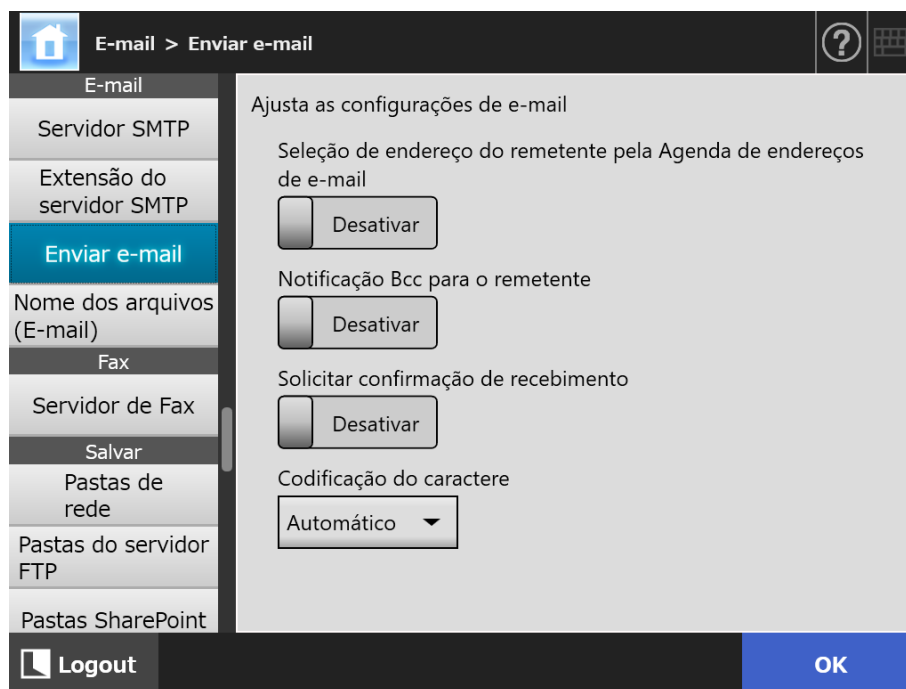 E-mail > Enviar e-mail
?
E-mail
Servidor SMTP
Extensão do
servidor SMTP
Enviar e-mail
Nome dos arquivos
(E-mail)
Fax
Servidor de Fax
Salvar
Pastas de
rede
Pastas do servidor
FTP
Pastas SharePoint
Ajusta as configurações de e-mail
Seleção de endereço do remetente pela Agenda de endereços
de e-mail
Desativar
Notificação Bcc para o remetente
Desativar
Solicitar confirmação de recebimento
Desativar
Codificação do caractere
Automático
Logout
OK